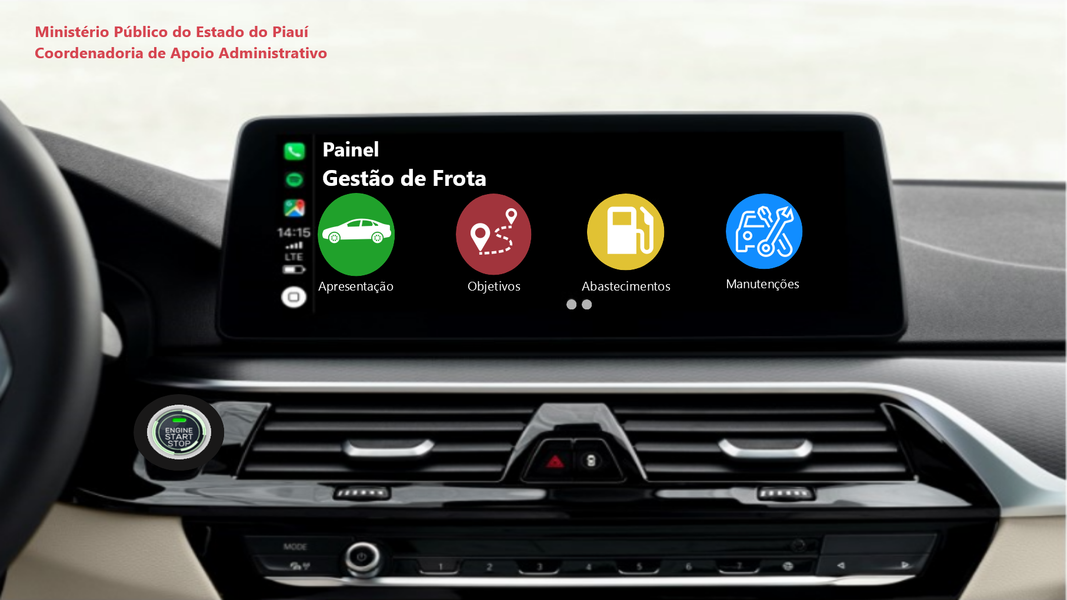 Ministério Público do Estado do Piauí
Coordenadoria de Apoio Administrativo
Painel
Gestão de Frota
14:15
LTE
Apresentação
Objetivos
Abastecimentos
Manutenções
ENGINE
START
STOP
MODE
1 2 3 4 5 6 7